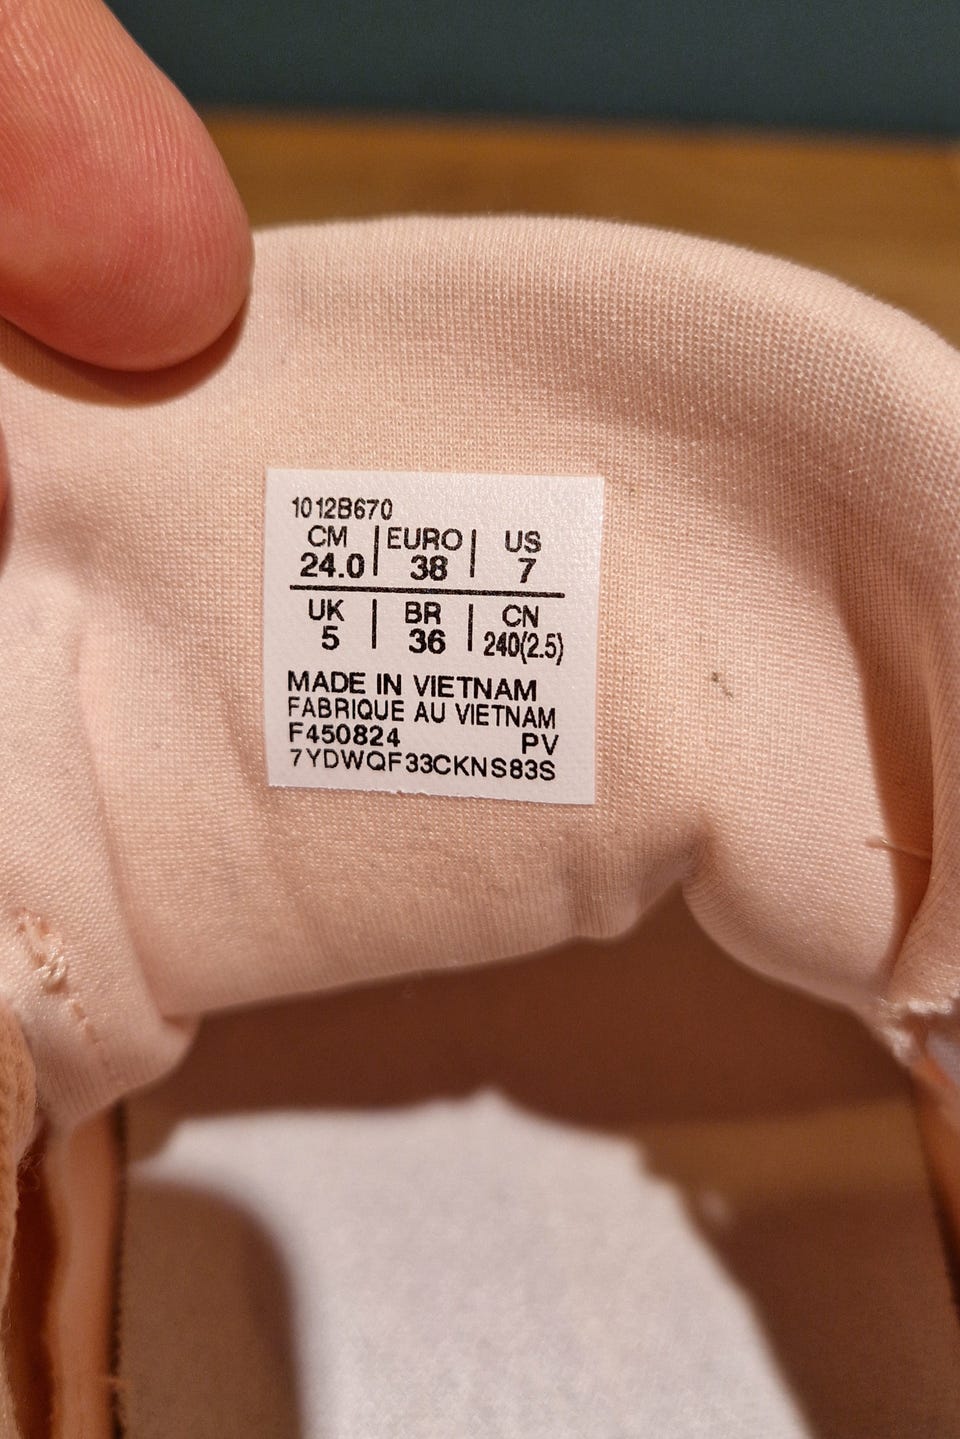 1012B670
CM | EURO | US
24.0 | 38 | 7
UK | BR | CN
5 | 36 | 240(2.5)
MADE IN VIETNAM
FABRIQUE AU VIETNAM
F450824 PV
7YDWQF33CKNS83S